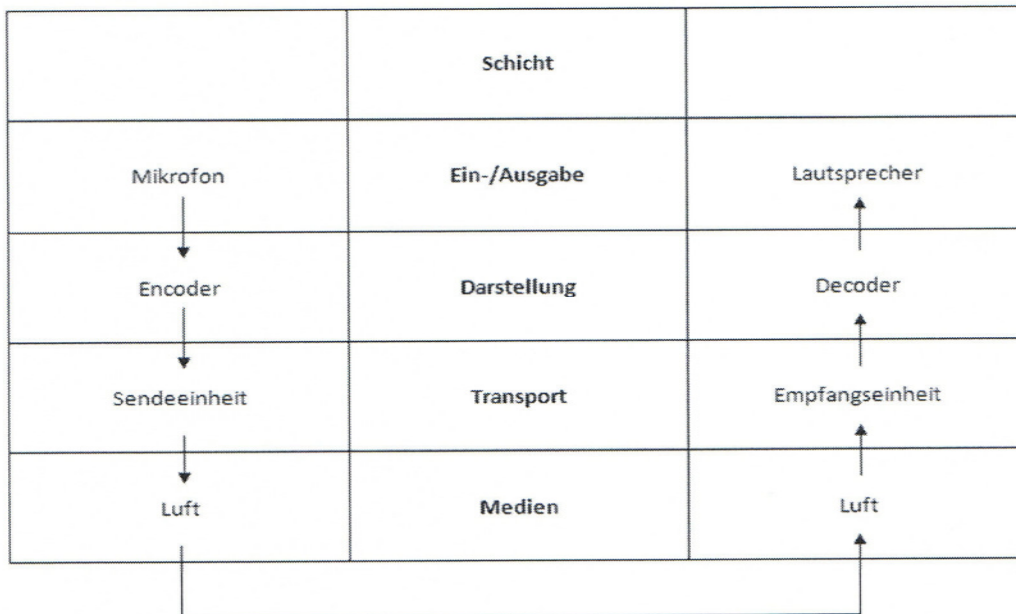 Schicht
Mikrofon Ein-/Ausgabe Lautsprecher
Encoder Darstellung Decoder
Sendeeinheit Transport Empfangseinheit
Luft Medien Luft